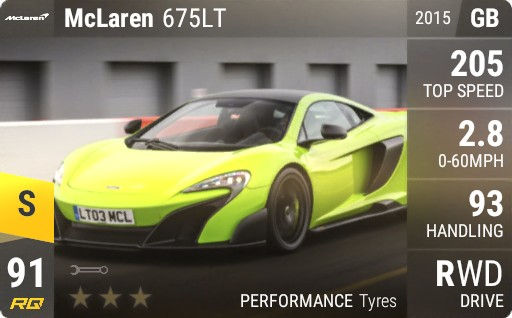 McLaren
McLaren 675LT
2015 GB
205
TOP SPEED
2.8
0-60MPH
93
HANDLING
RWD
DRIVE
S
91
RQ
LT03 MCL
PERFORMANCE Tyres